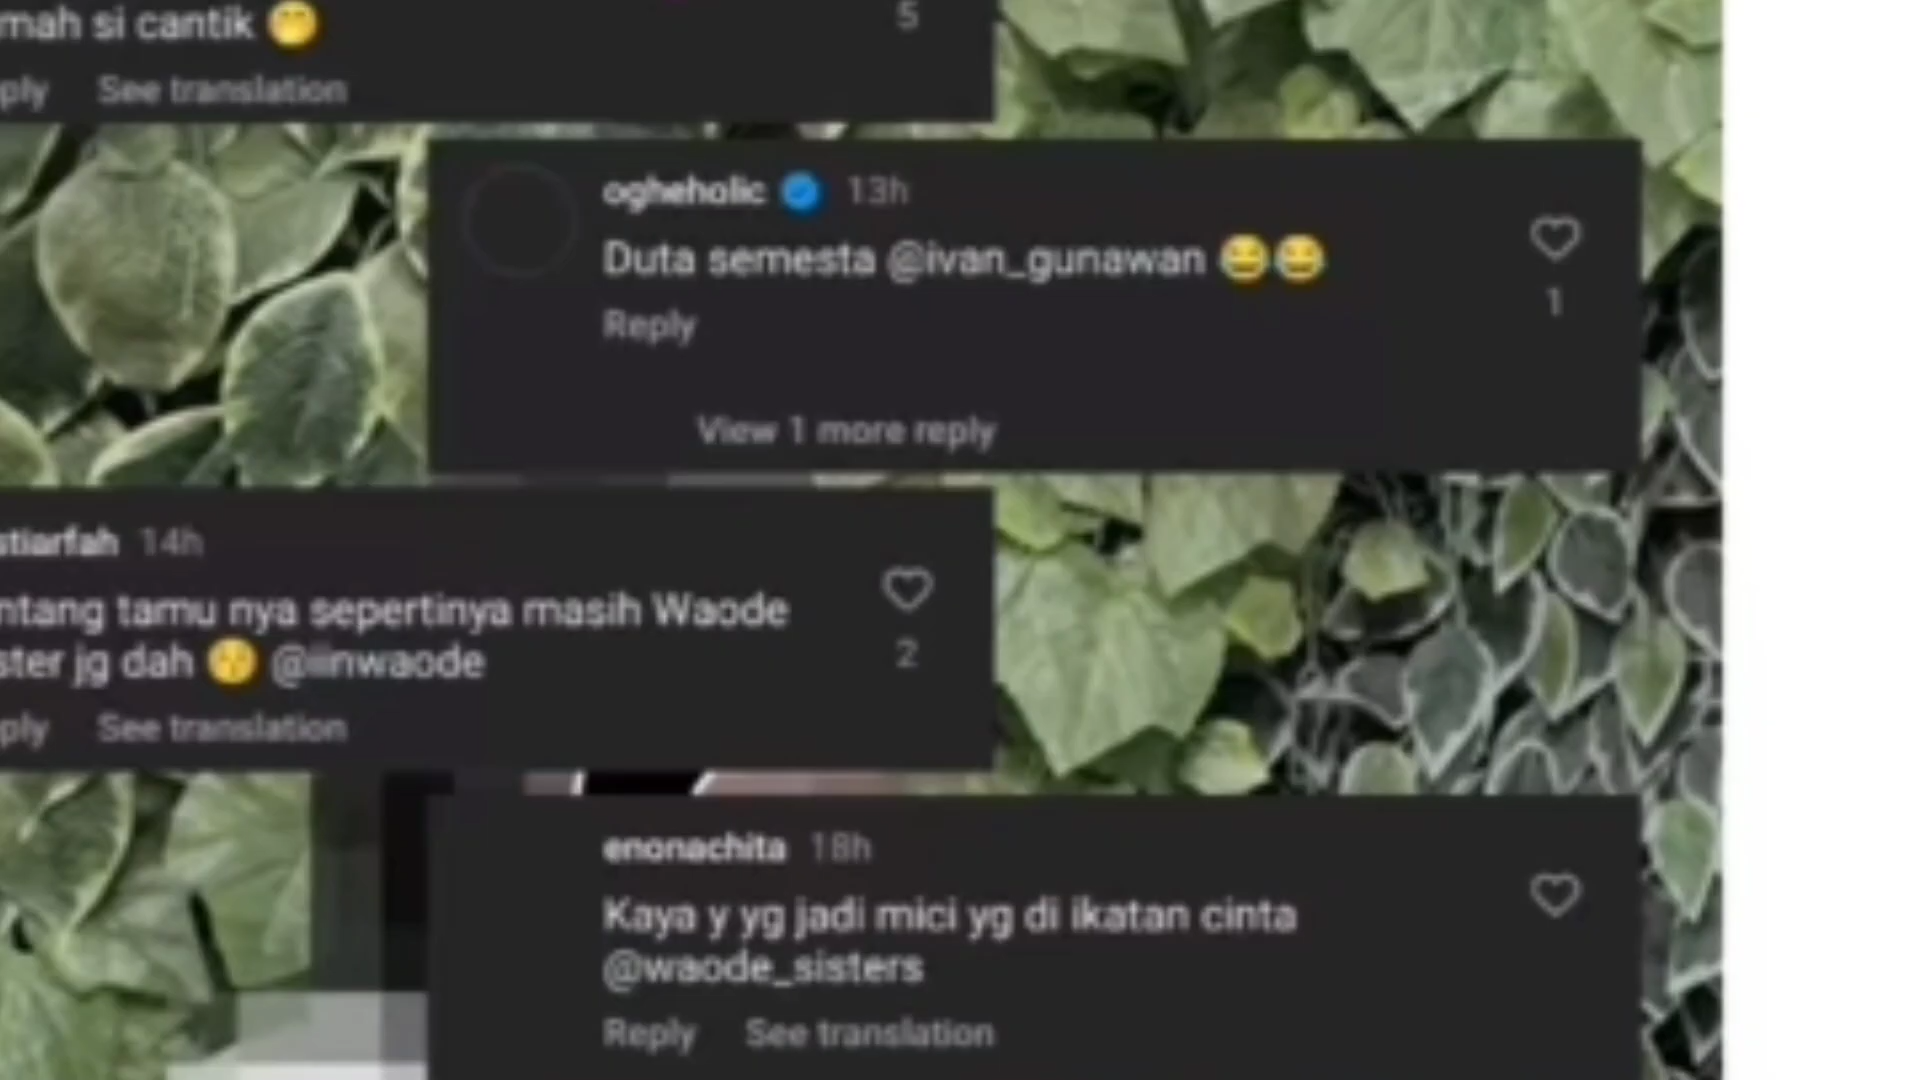 mah si cantik 🤭
5
ply See translation
ogheholic 13h
Duta semesta @ivan_gunawan 😆😆
1
Reply
View 1 more reply
stiarfah 14h
ntang tamu nya sepertinya masih Waode
ster jg dah 😚 @iinwaode
2
ply See translation
enonachita 18h
Kaya y yg jadi mici yg di ikatan cinta
@waode_sisters
Reply See translation